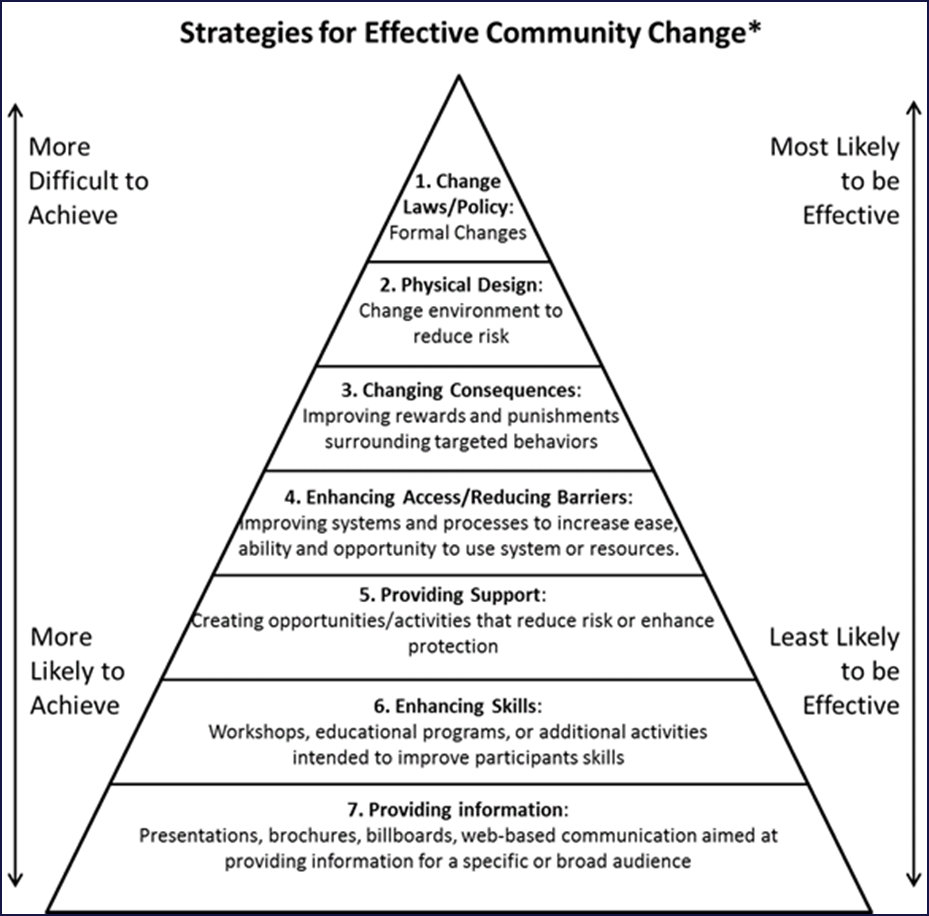 Strategies for Effective Community Change*
More
Difficult to
Achieve
Most Likely
to be
Effective
1. Change
Laws/Policy:
Formal Changes
2. Physical Design:
Change environment to
reduce risk
3. Changing Consequences:
Improving rewards and punishments
surrounding targeted behaviors
4. Enhancing Access/Reducing Barriers:
Improving systems and processes to increase ease,
ability and opportunity to use system or resources.
5. Providing Support:
Creating opportunities/activities that reduce risk or enhance
protection
More
Likely to
Achieve
Least Likely
to be
Effective
6. Enhancing Skills:
Workshops, educational programs, or additional activities
intended to improve participants skills
7. Providing information:
Presentations, brochures, billboards, web-based communication aimed at
providing information for a specific or broad audience